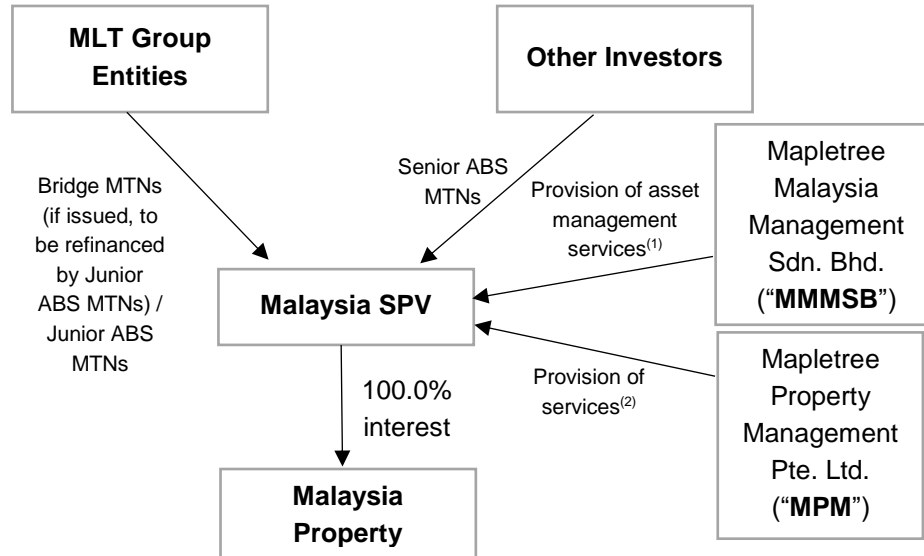 MLT Group
Entities
Other Investors
Bridge MTNs
(if issued, to
be refinanced
by Junior
ABS MTNs) /
Junior ABS
MTNs
Senior ABS
MTNs
Provision of asset
management
services(1)
Mapletree
Malaysia
Management
Sdn. Bhd.
(“MMMSB”)
Malaysia SPV
Provision of
services(2)
Mapletree
Property
Management
Pte. Ltd.
(“MPM”)
100.0%
interest
Malaysia
Property